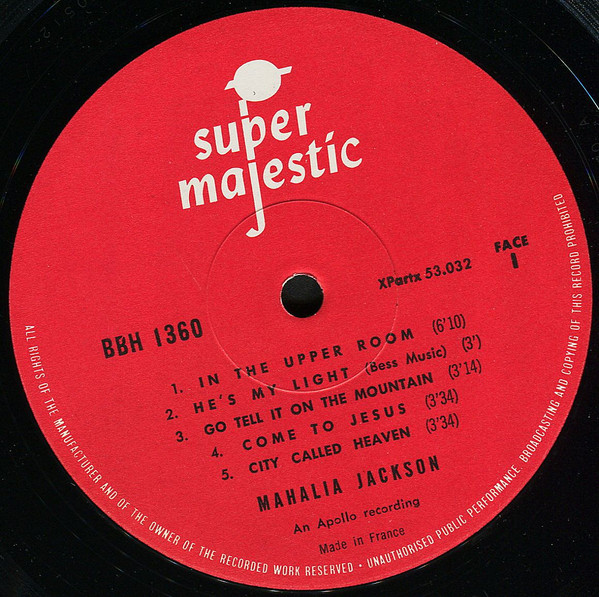 super
majestic
XPartx 53.032
FACE
1
BBH 1360
1. IN THE UPPER ROOM (6'10)
2. HE'S MY LIGHT (Bess Music) (3')
3. GO TELL IT ON THE MOUNTAIN (3'14)
4. COME TO JESUS (3'34)
5. CITY CALLED HEAVEN (3'34)
MAHALIA JACKSON
An Apollo recording
Made in France
ALL RIGHTS OF THE MANUFACTURER AND OF THE OWNER OF THE RECORDED WORK RESERVED • UNAUTHORISED PUBLIC PERFORMANCE, BROADCASTING AND COPYING OF THIS RECORD PROHIBITED